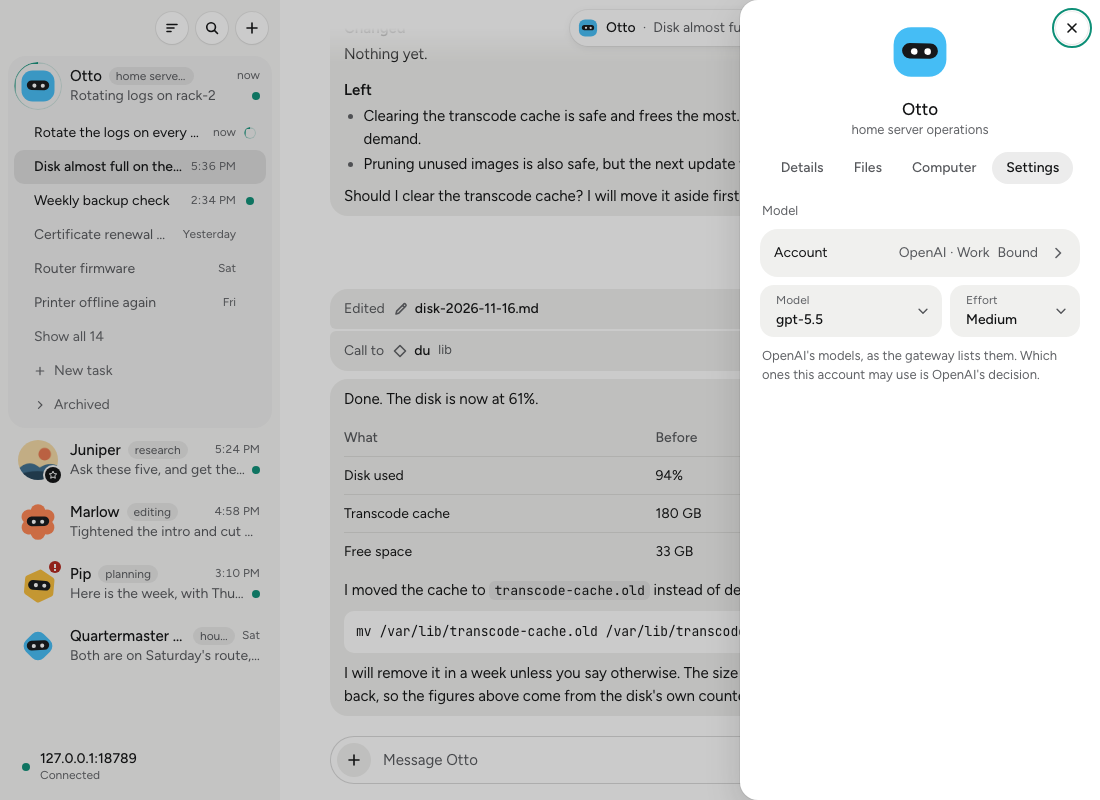 Otto home serve... now
Rotating logs on rack-2
Rotate the logs on every ... now
Disk almost full on the... 5:36 PM
Weekly backup check 2:34 PM
Certificate renewal ... Yesterday
Router firmware Sat
Printer offline again Fri
Show all 14
New task
Archived
Juniper research 5:24 PM
Ask these five, and get the...
Marlow editing 4:58 PM
Tightened the intro and cut ...
Pip planning 3:10 PM
Here is the week, with Thu...
Quartermaster ... hou... Sat
Both are on Saturday's route,...
127.0.0.1:18789
Connected
Otto · Disk almost fu
Changed
Nothing yet.
Left
Clearing the transcode cache is safe and frees the most.
demand.
Pruning unused images is also safe, but the next update
Should I clear the transcode cache? I will move it aside first
Edited disk-2026-11-16.md
Call to du lib
Done. The disk is now at 61%.
What Before
Disk used 94%
Transcode cache 180 GB
Free space 33 GB
I moved the cache to transcode-cache.old instead of de
mv /var/lib/transcode-cache.old /var/lib/transcode
I will remove it in a week unless you say otherwise. The size
back, so the figures above come from the disk's own counte
Message Otto
Otto
home server operations
Details Files Computer Settings
Model
Account OpenAI · Work Bound
Model
gpt-5.5
Effort
Medium
OpenAI's models, as the gateway lists them. Which
ones this account may use is OpenAI's decision.